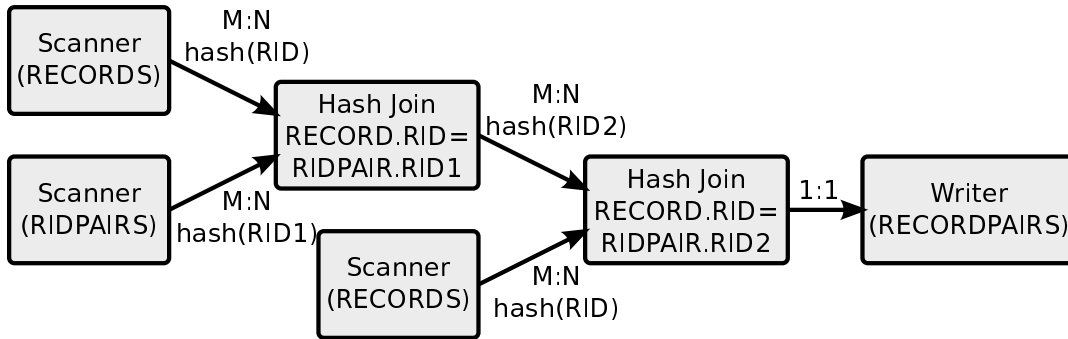 Scanner
(RECORDS)
M:N
hash(RID)
Scanner
(RIDPAIRS)
M:N
hash(RID1)
Hash Join
RECORD.RID=
RIDPAIR.RID1
M:N
hash(RID2)
Scanner
(RECORDS)
M:N
hash(RID)
Hash Join
RECORD.RID=
RIDPAIR.RID2
1:1
Writer
(RECORDPAIRS)